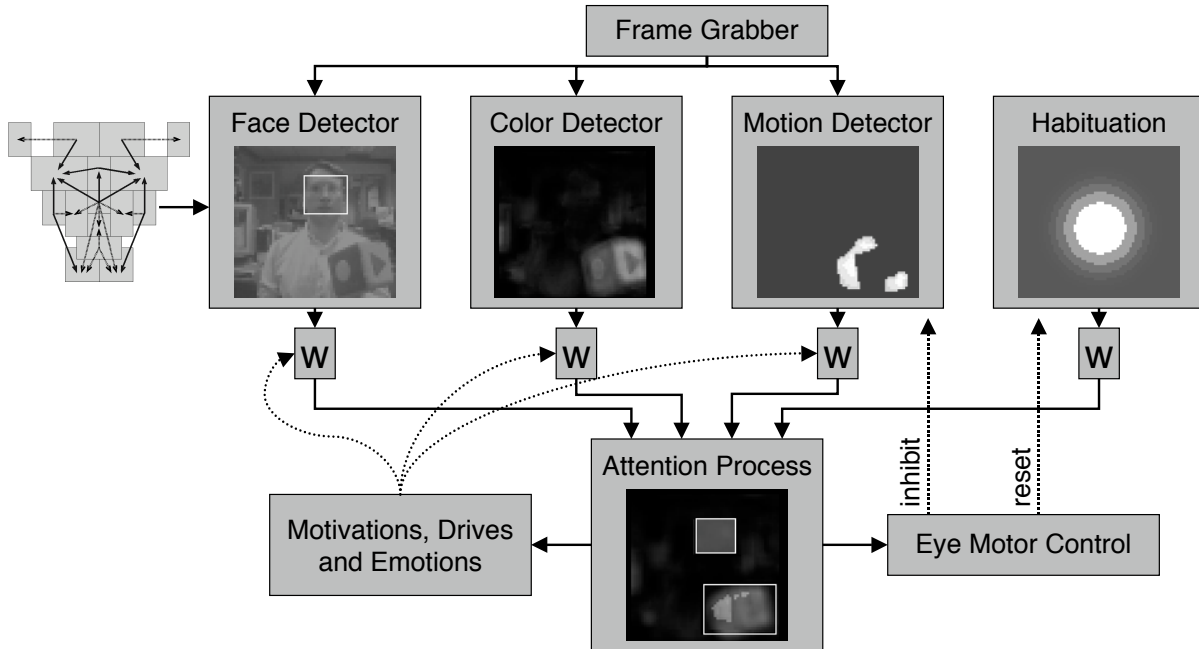 Frame Grabber
Face Detector
Color Detector
Motion Detector
Habituation
W
W
W
W
Attention Process
inhibit
reset
Motivations, Drives
and Emotions
Eye Motor Control